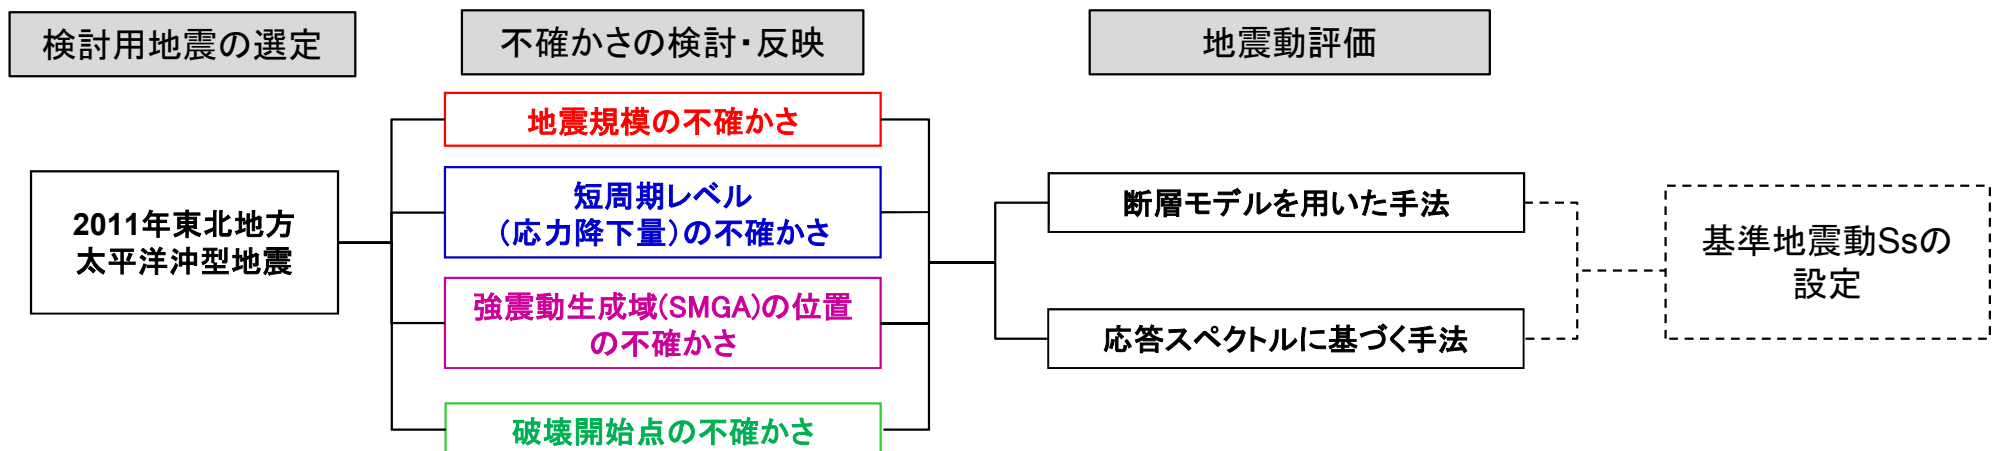 検討用地震の選定
不確かさの検討・反映
地震動評価
2011年東北地方
太平洋沖型地震
地震規模の不確かさ
短周期レベル
（応力降下量）の不確かさ
強震動生成域(SMGA)の位置
の不確かさ
破壊開始点の不確かさ
断層モデルを用いた手法
応答スペクトルに基づく手法
基準地震動Ssの
設定